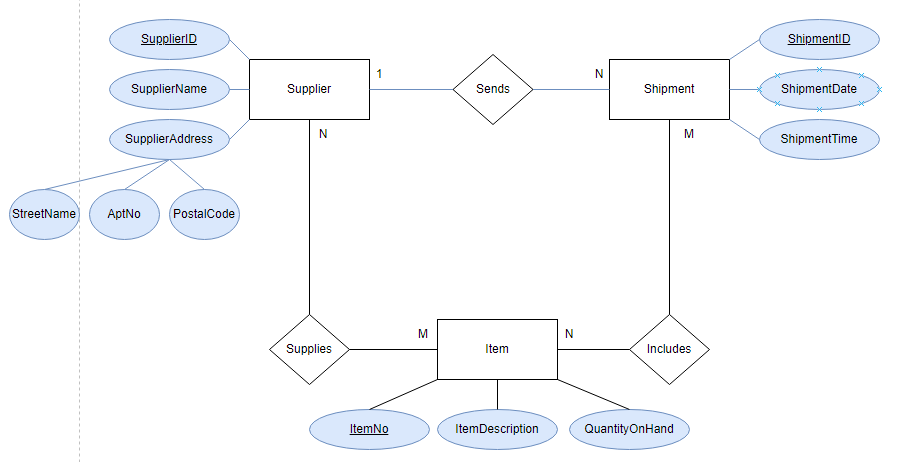 SupplierID
ShipmentID
1
N
SupplierName
Supplier
Sends
Shipment
ShipmentDate
SupplierAddress
N
M
ShipmentTime
StreetName
AptNo
PostalCode
M
N
Supplies
Item
Includes
ItemNo
ItemDescription
QuantityOnHand